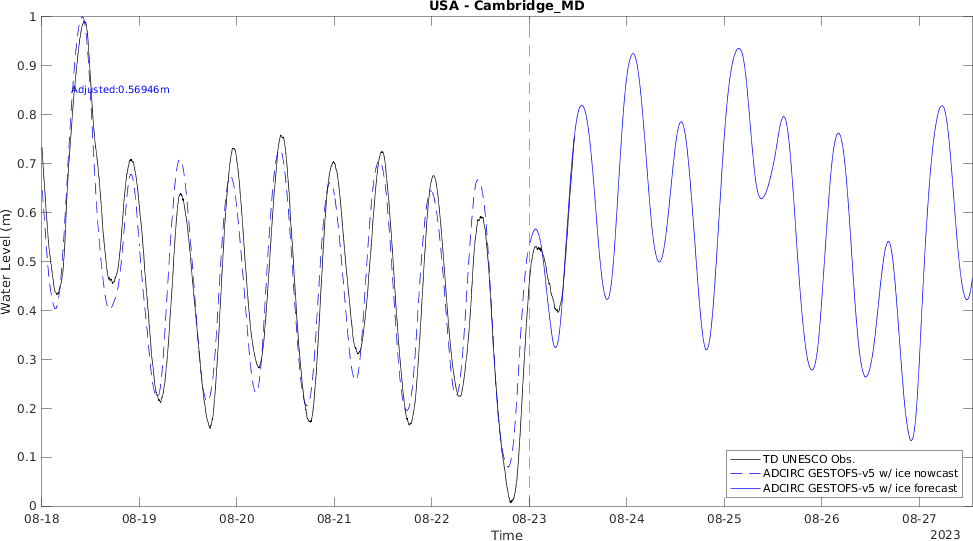 USA - Cambridge_MD
Adjusted:0.56946m
Water Level (m)
1
0.9
0.8
0.7
0.6
0.5
0.4
0.3
0.2
0.1
0
TD UNESCO Obs.
ADCIRC GESTOFS-v5 w/ ice nowcast
ADCIRC GESTOFS-v5 w/ ice forecast
08-18 08-19 08-20 08-21 08-22 08-23 08-24 08-25 08-26 08-27
Time
2023